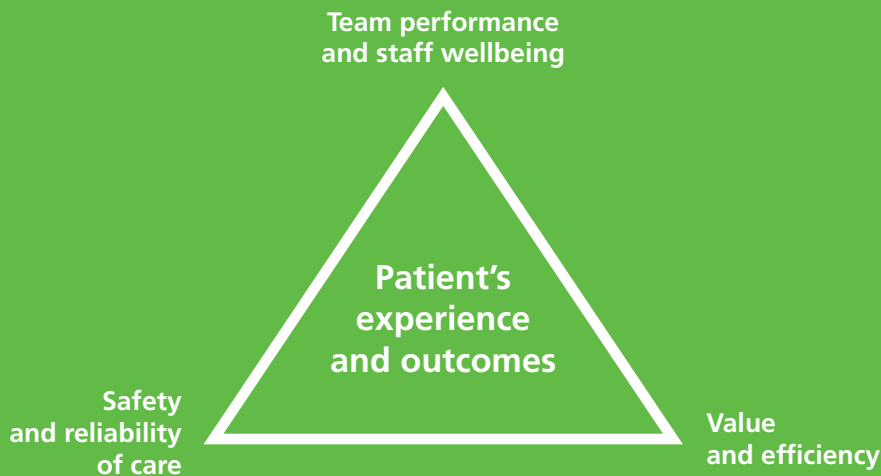 Team performance
and staff wellbeing
Patient’s
experience
and outcomes
Safety
and reliability
of care
Value
and efficiency